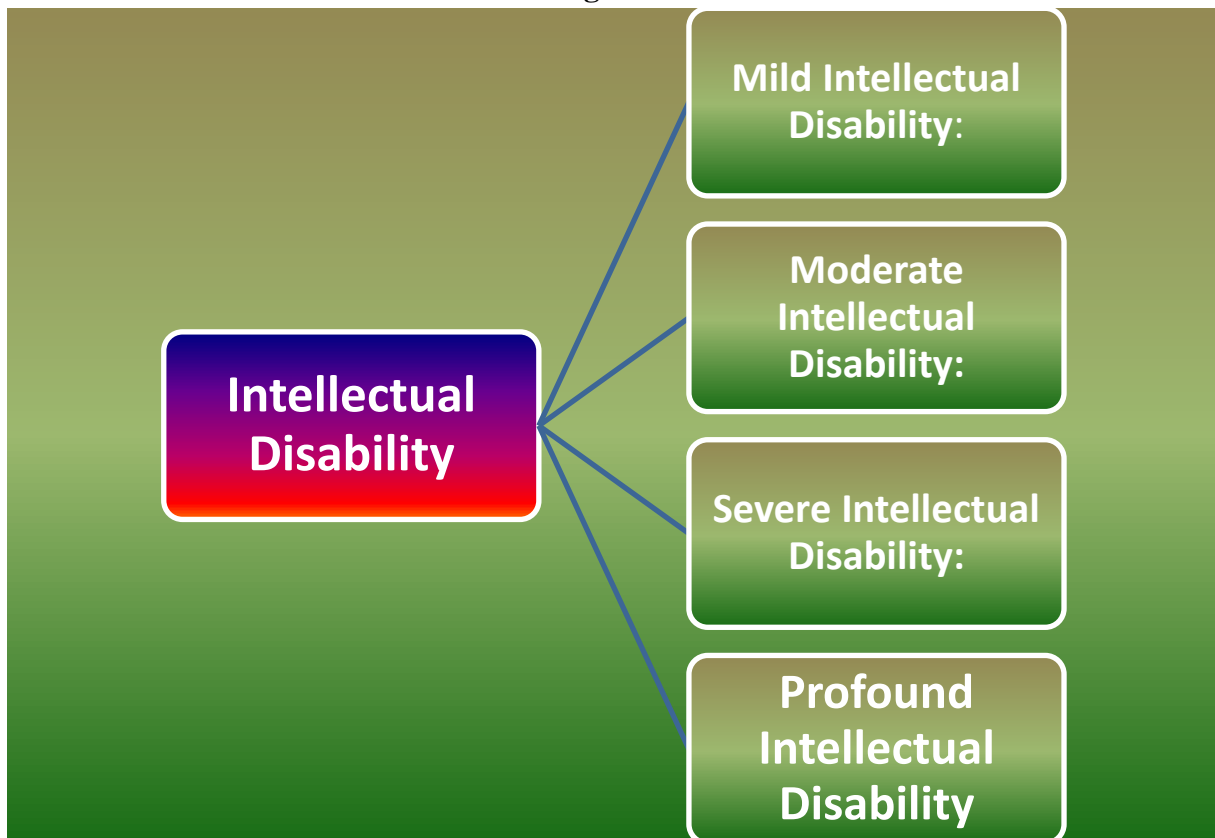 Mild Intellectual
Disability:
Moderate
Intellectual
Disability:
Intellectual
Disability
Severe Intellectual
Disability:
Profound
Intellectual
Disability